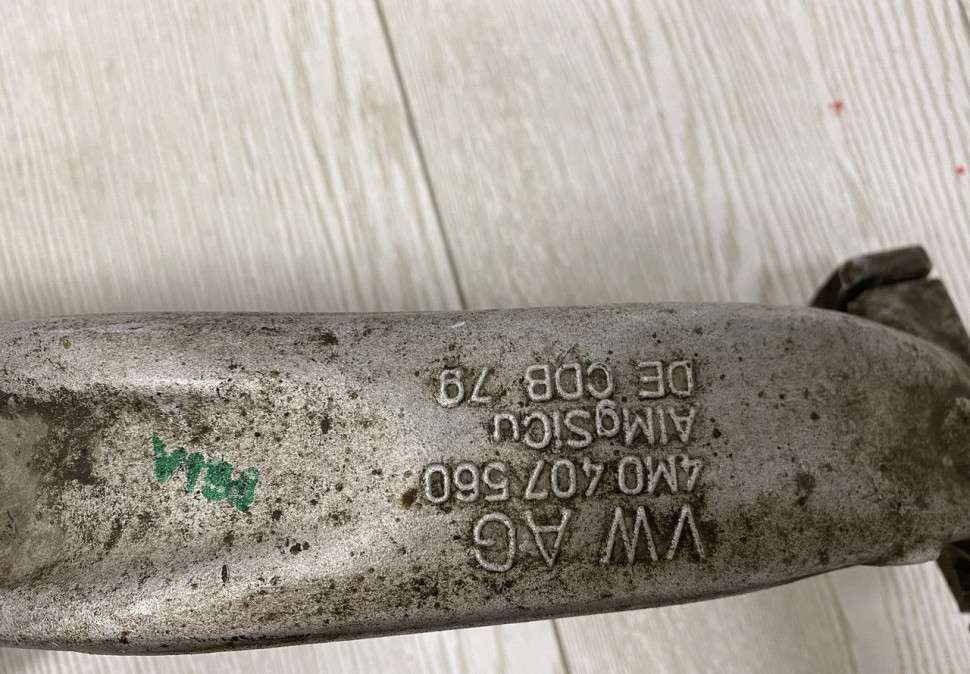 VW AG
4M0 407 560
AlMgSiCu
DE CDB 79